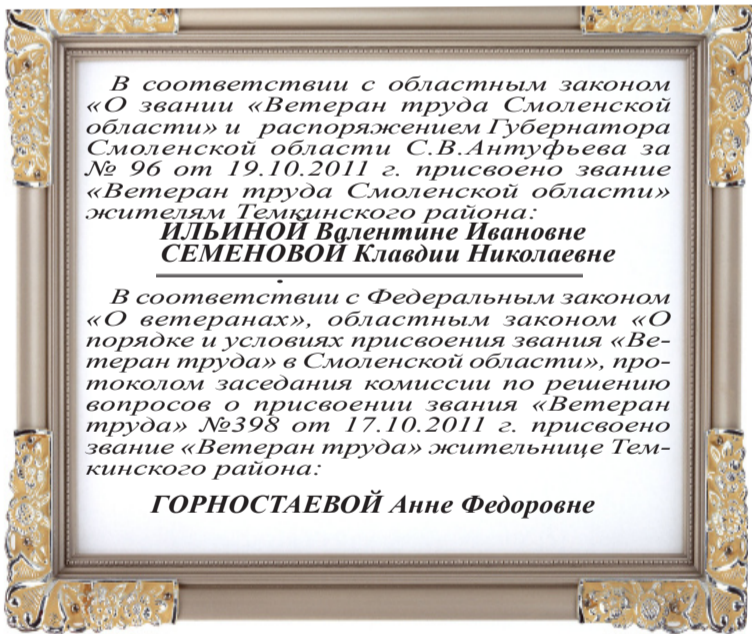 В соответствии с областным законом
«О звании «Ветеран труда Смоленской
области» и распоряжением Губернатора
Смоленской области С.В.Антуфьева за
№ 96 от 19.10.2011 г. присвоено звание
«Ветеран труда Смоленской области»
жителям Темкинского района:
ИЛЬИНОЙ Валентине Ивановне
СЕМЕНОВОЙ Клавдии Николаевне
В соответствии с Федеральным законом
«О ветеранах», областным законом «О
порядке и условиях присвоения звания «Ве-
теран труда» в Смоленской области», про-
токолом заседания комиссии по решению
вопросов о присвоении звания «Ветеран
труда» №398 от 17.10.2011 г. присвоено
звание «Ветеран труда» жительнице Тем-
кинского района:
ГОРНОСТАЕВОЙ Анне Федоровне